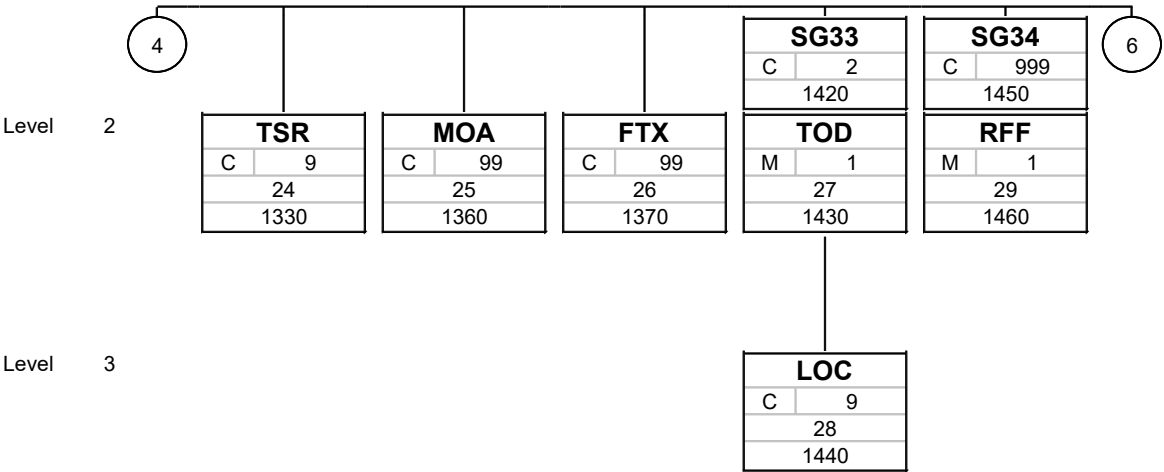 4
SG33
C 2
1420
SG34
C 999
1450
6
Level 2
TSR
C 9
24
1330
MOA
C 99
25
1360
FTX
C 99
26
1370
TOD
M 1
27
1430
RFF
M 1
29
1460
Level 3
LOC
C 9
28
1440